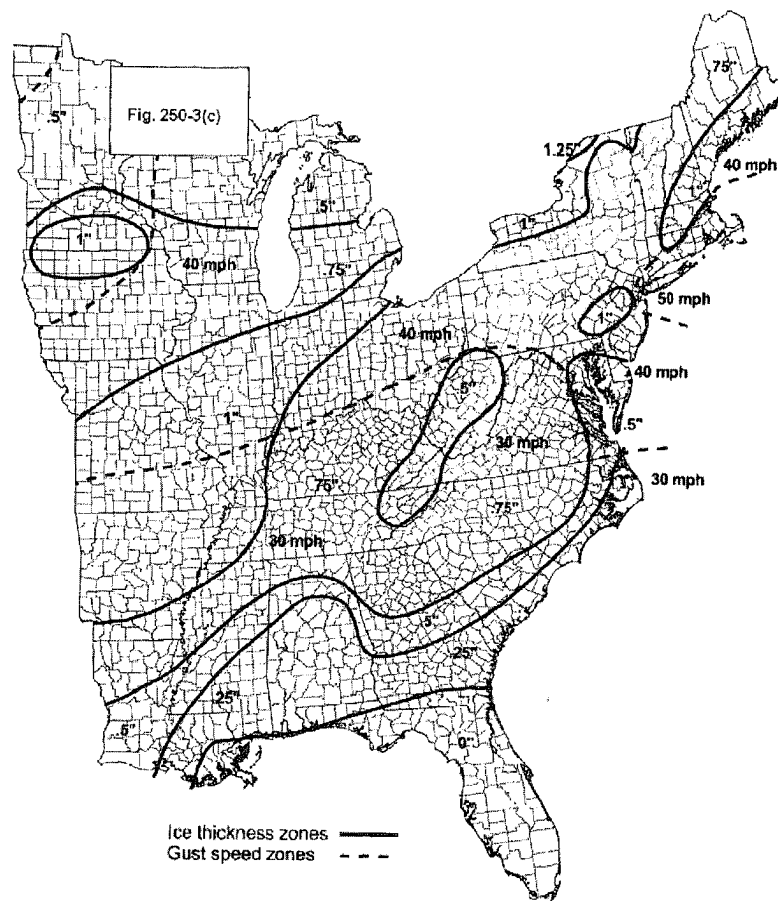 .75"
.5"
Fig. 250-3(c)
1.25"
40 mph
1"
.5"
1"
40 mph
.75"
50 mph
1"
40 mph
40 mph
.5"
.5"
1"
30 mph
30 mph
.75"
.75"
30 mph
.5"
.25"
.25"
.5"
0"
Ice thickness zones
Gust speed zones